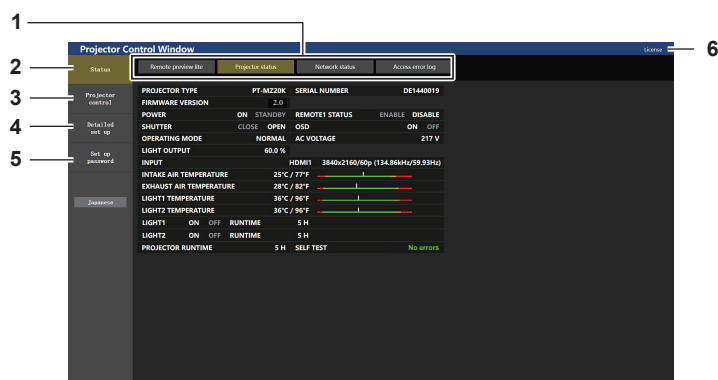 1
Projector Control Window
License
6
2
Status
Remote preview lite Projector status Network status Access error log
3
Projector control
4
Detailed set up
5
Set up password
Japanese
PROJECTOR TYPE PT-MZ20K SERIAL NUMBER DE1440019
FIRMWARE VERSION 2.0
POWER ON STANDBY REMOTE1 STATUS ENABLE DISABLE
SHUTTER CLOSE OPEN OSD ON OFF
OPERATING MODE NORMAL AC VOLTAGE 217 V
LIGHT OUTPUT 60.0 %
INPUT HDMI1 3840x2160/60p (134.86kHz/59.93Hz)
INTAKE AIR TEMPERATURE 25°C / 77°F
EXHAUST AIR TEMPERATURE 28°C / 82°F
LIGHT1 TEMPERATURE 36°C / 96°F
LIGHT2 TEMPERATURE 36°C / 96°F
LIGHT1 ON OFF RUNTIME 5 H
LIGHT2 ON OFF RUNTIME 5 H
PROJECTOR RUNTIME 5 H SELF TEST No errors